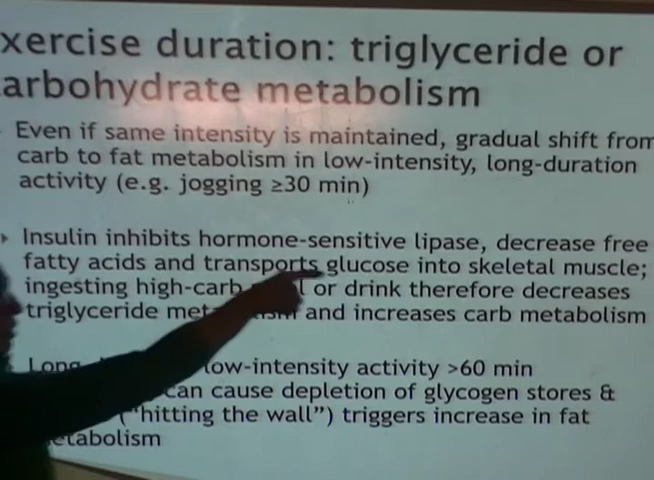 xercise duration: triglyceride or
arbohydrate metabolism
Even if same intensity is maintained, gradual shift from
carb to fat metabolism in low-intensity, long-duration
activity (e.g. jogging ≥30 min)
Insulin inhibits hormone-sensitive lipase, decrease free
fatty acids and transports glucose into skeletal muscle;
ingesting high-carb or drink therefore decreases
triglyceride and increases carb metabolism
low-intensity activity >60 min
can cause depletion of glycogen stores &
("hitting the wall") triggers increase in fat
etabolism